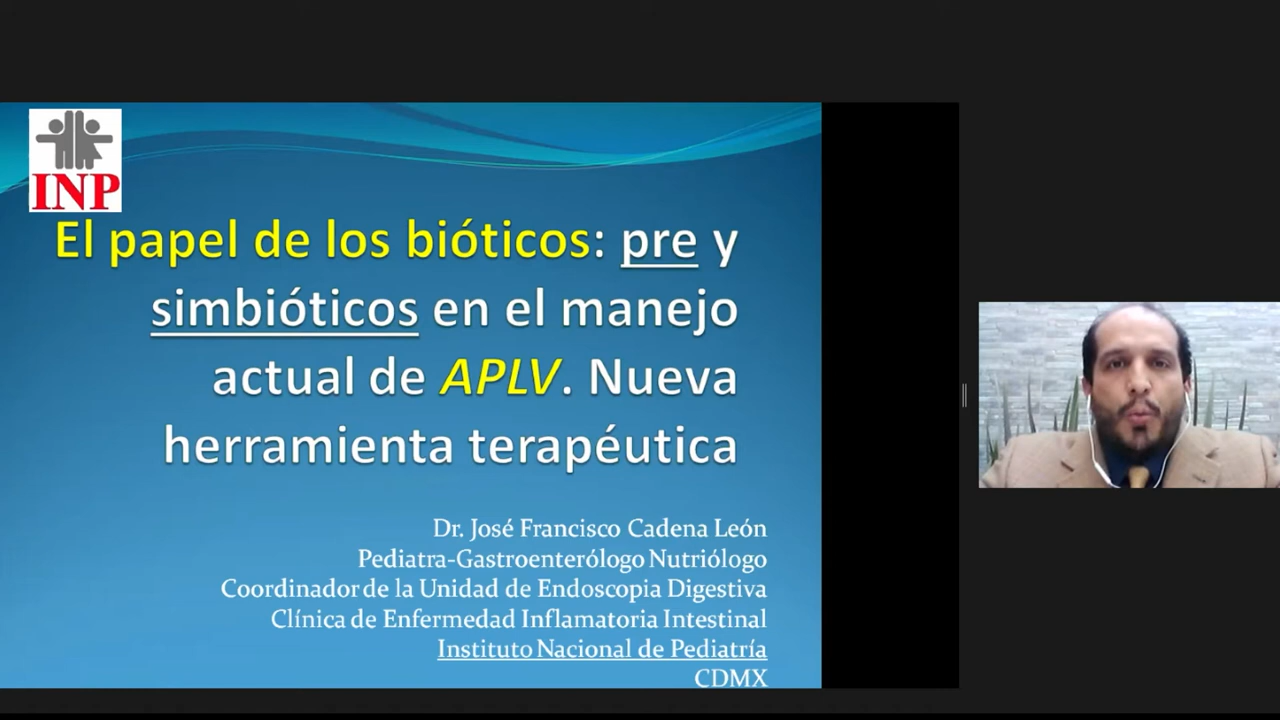 INP
El papel de los bióticos: pre y
simbióticos en el manejo
actual de APLV. Nueva
herramienta terapéutica
Dr. José Francisco Cadena León
Pediatra-Gastroenterólogo Nutriólogo
Coordinador de la Unidad de Endoscopia Digestiva
Clínica de Enfermedad Inflamatoria Intestinal
Instituto Nacional de Pediatría
CDMX